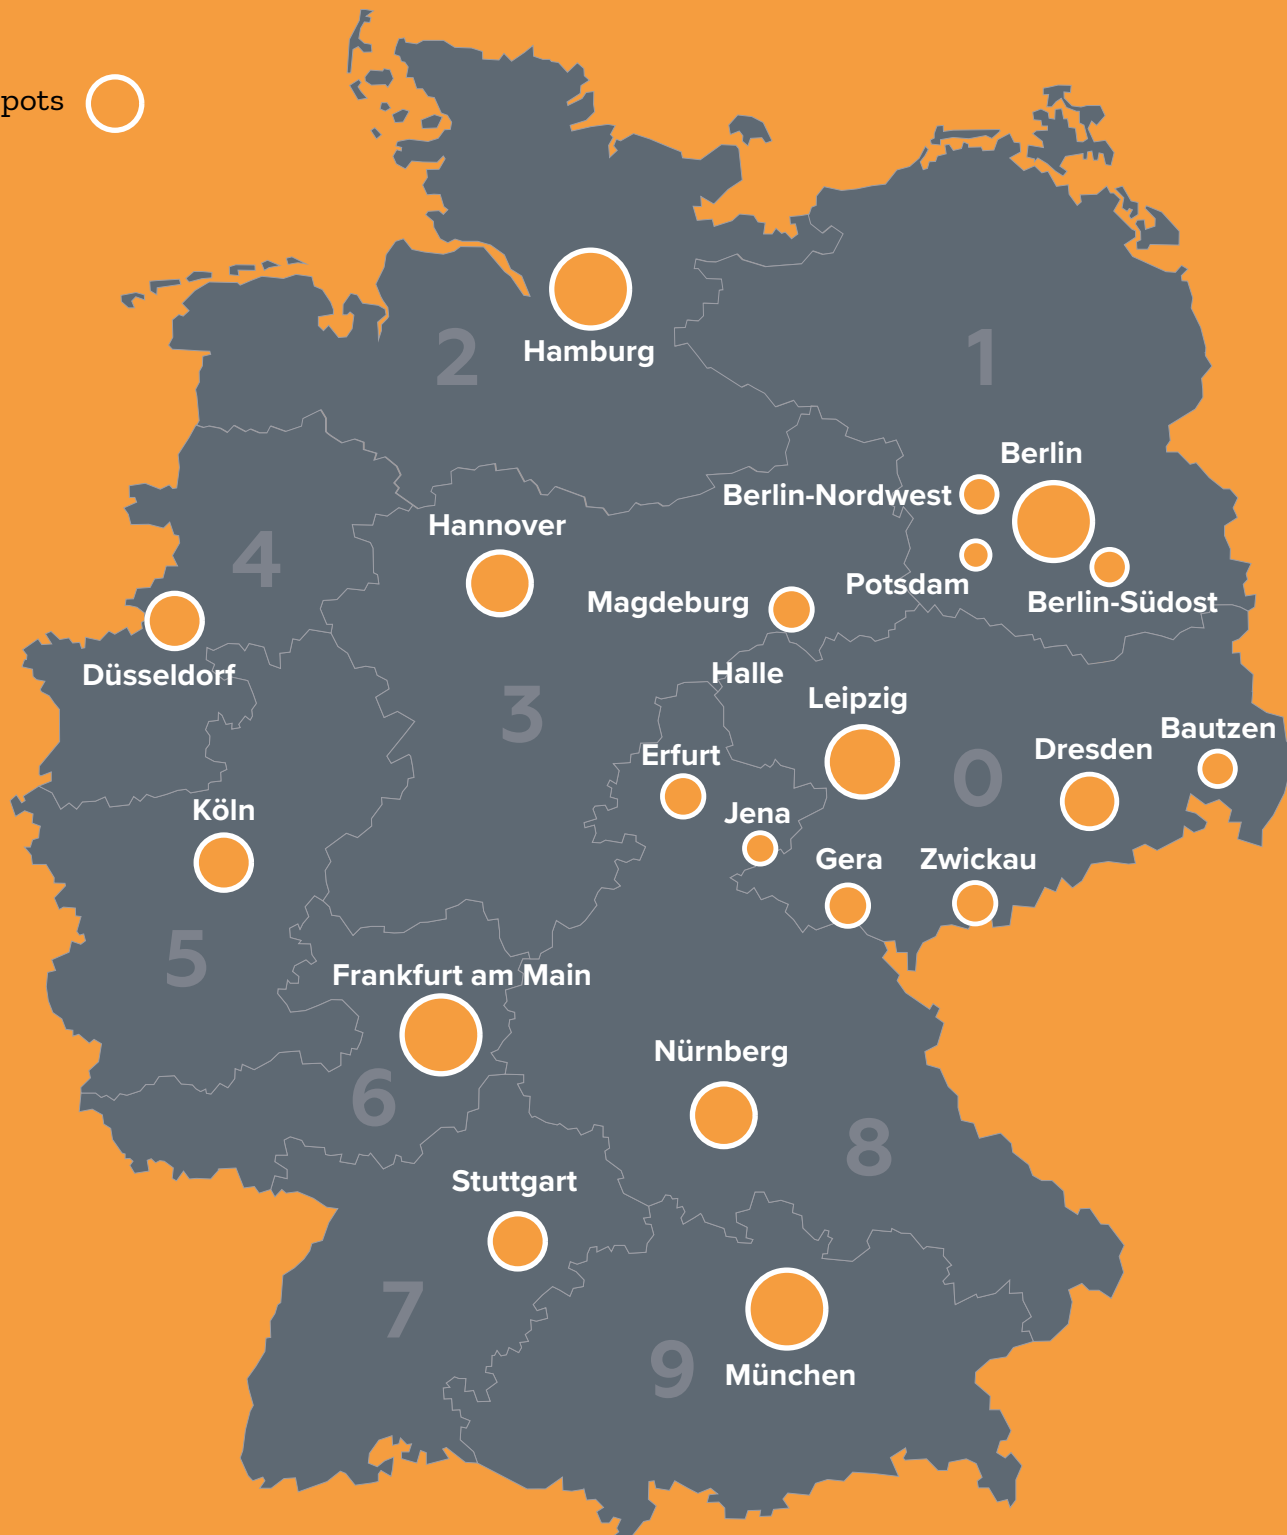 pots
Hamburg
2
1
Berlin
Berlin-Nordwest
Hannover
4
Potsdam
Magdeburg
Berlin-Südost
Düsseldorf
Halle
Leipzig
3
Bautzen
Dresden
Erfurt
0
Köln
Jena
Gera
Zwickau
5
Frankfurt am Main
Nürnberg
6
8
Stuttgart
7
9
München